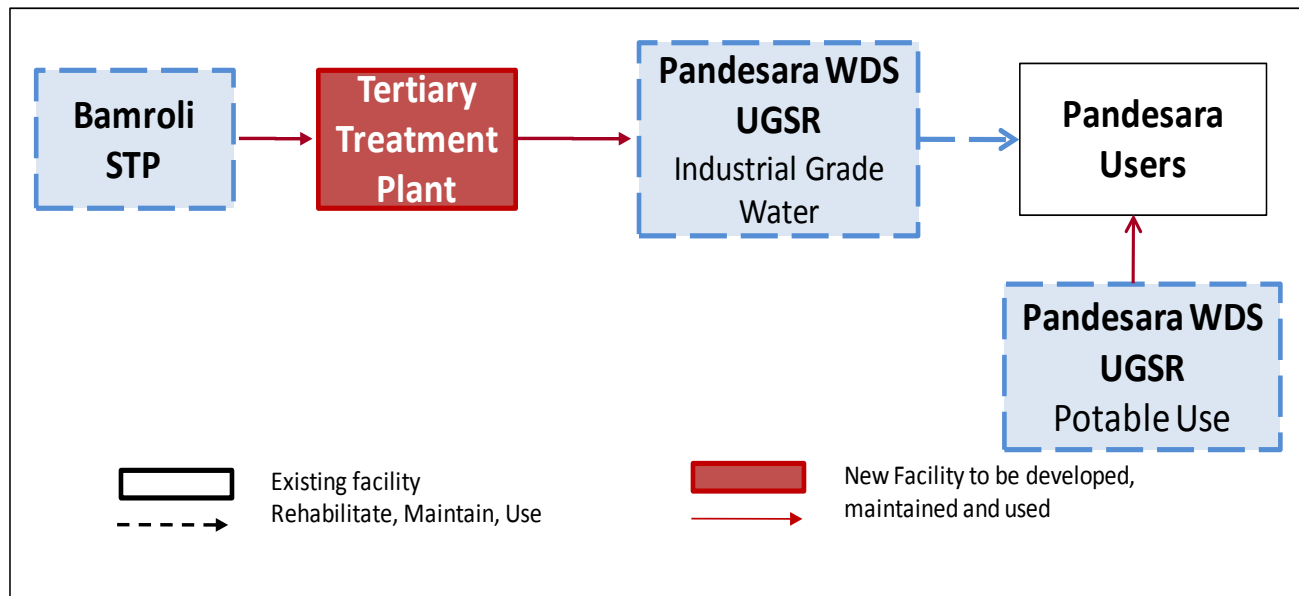 Bamroli
STP
Tertiary
Treatment
Plant
Pandesara WDS
UGSR
Industrial Grade
Water
Pandesara
Users
Pandesara WDS
UGSR
Potable Use
Existing facility
Rehabilitate, Maintain, Use
New Facility to be developed,
maintained and used